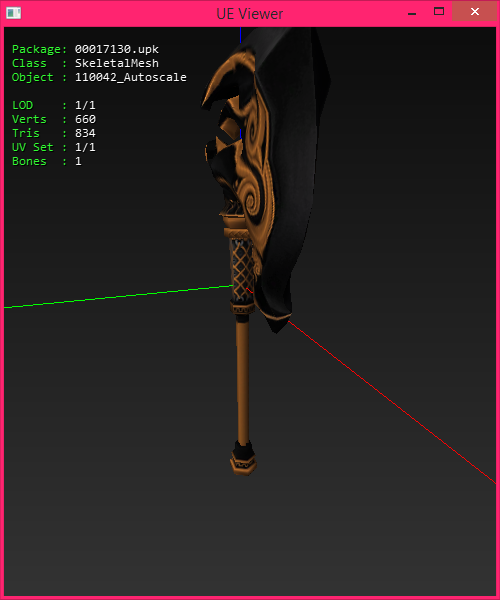 UE Viewer
Package: 00017130.upk
Class  : SkeletalMesh
Object : 110042_Autoscale
LOD    : 1/1
Verts  : 660
Tris   : 834
UV Set : 1/1
Bones  : 1